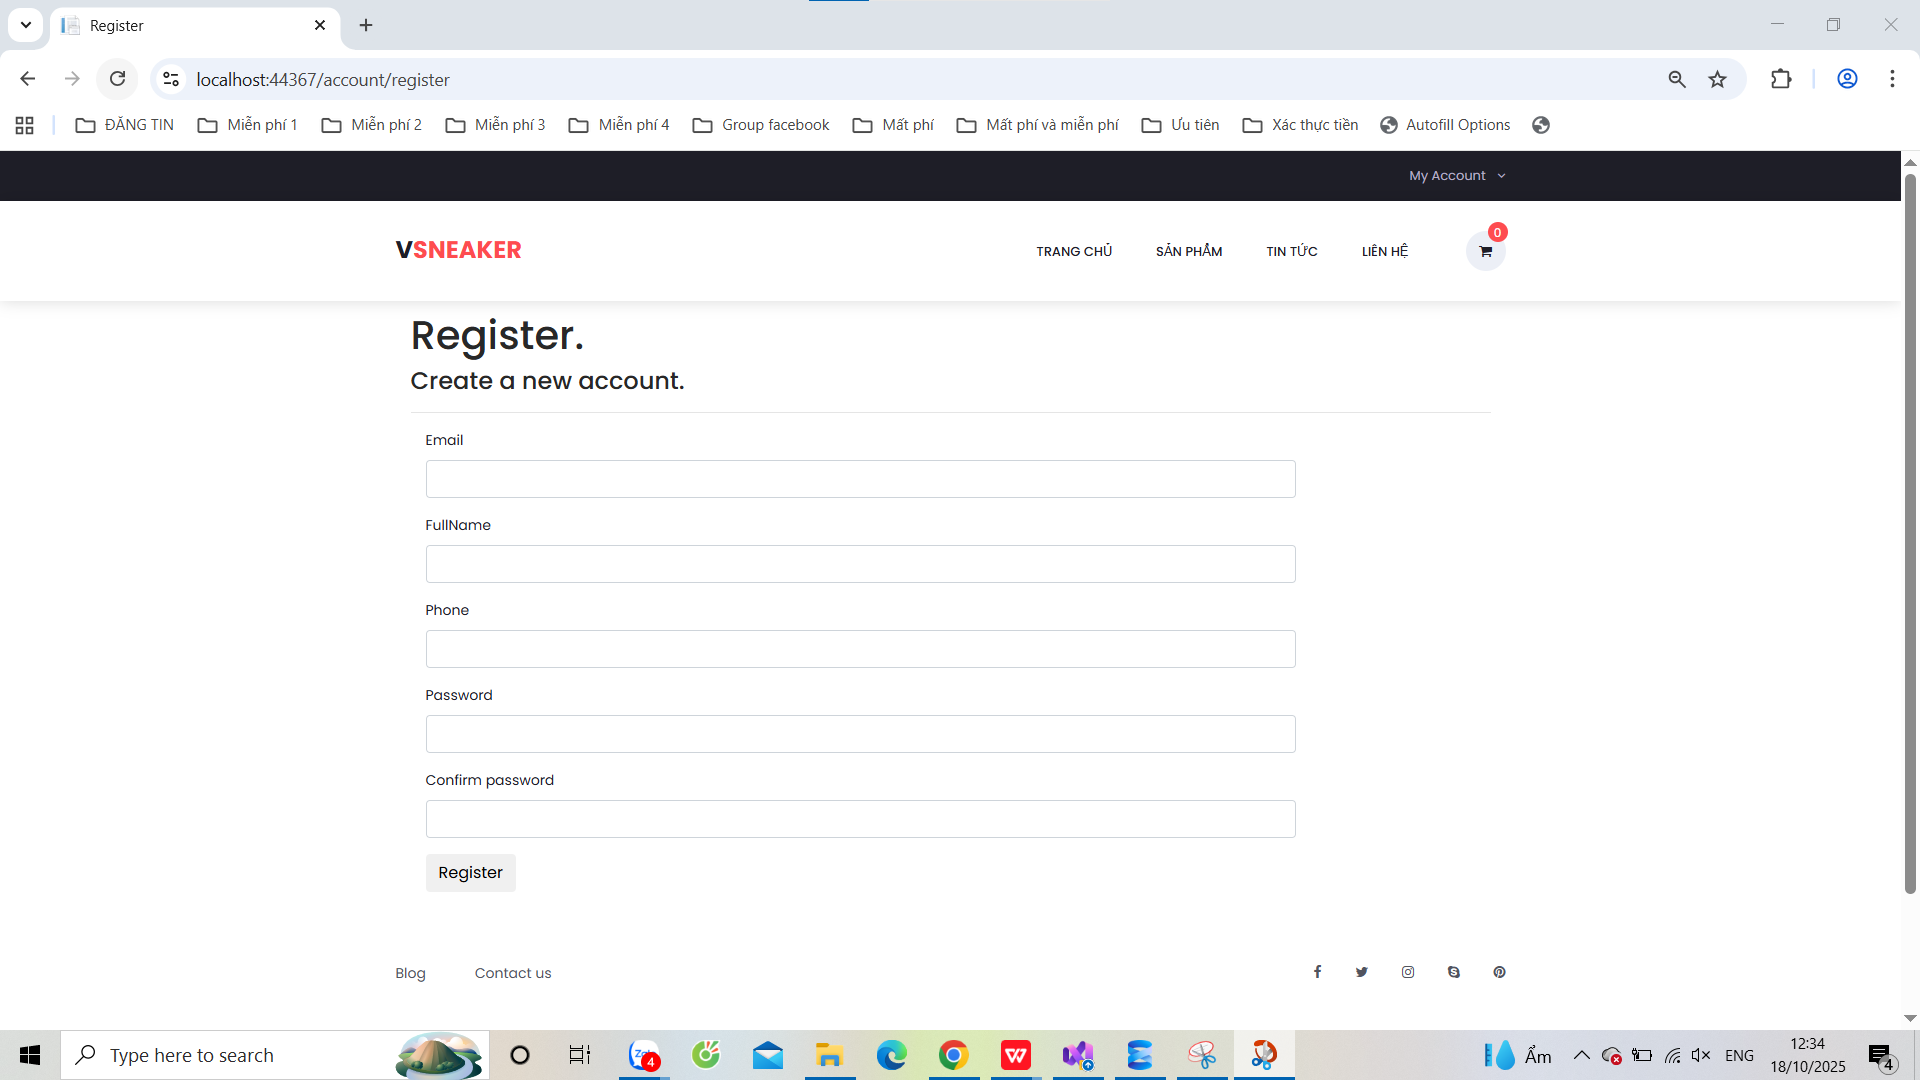 Register
localhost:44367/account/register
ĐĂNG TIN
Miễn phí 1
Miễn phí 2
Miễn phí 3
Miễn phí 4
Group facebook
Mất phí
Mất phí và miễn phí
Ưu tiên
Xác thực tiền
Autofill Options
My Account
VSNEAKER
TRANG CHỦ
SẢN PHẨM
TIN TỨC
LIÊN HỆ
0
Register.
Create a new account.
Email
FullName
Phone
Password
Confirm password
Register
Blog
Contact us
Type here to search
4
Ẩm
ENG
12:34
18/10/2025
4